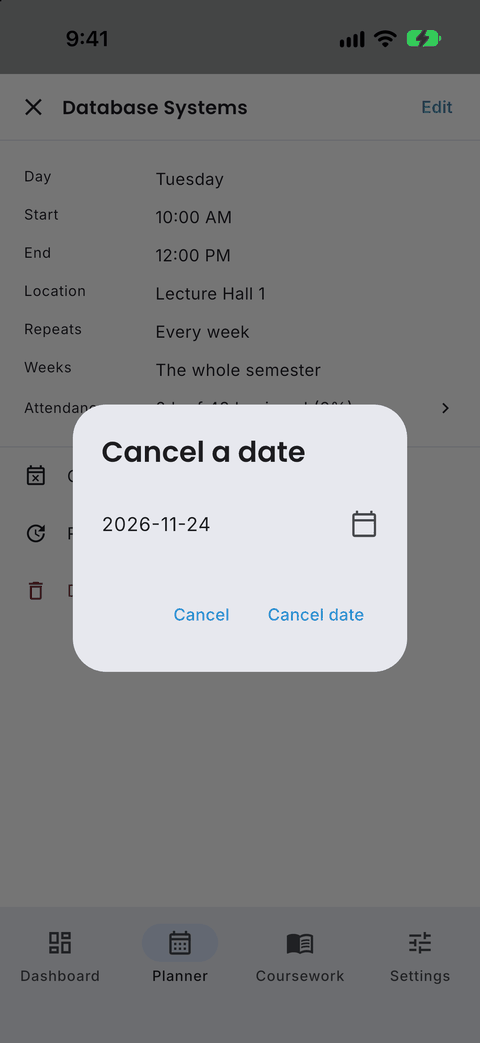 9:41
Database Systems
Edit
Day
Tuesday
Start
10:00 AM
End
12:00 PM
Location
Lecture Hall 1
Repeats
Every week
Weeks
The whole semester
Cancel a date
2026-11-24
Cancel
Cancel date
Dashboard
Planner
Coursework
Settings